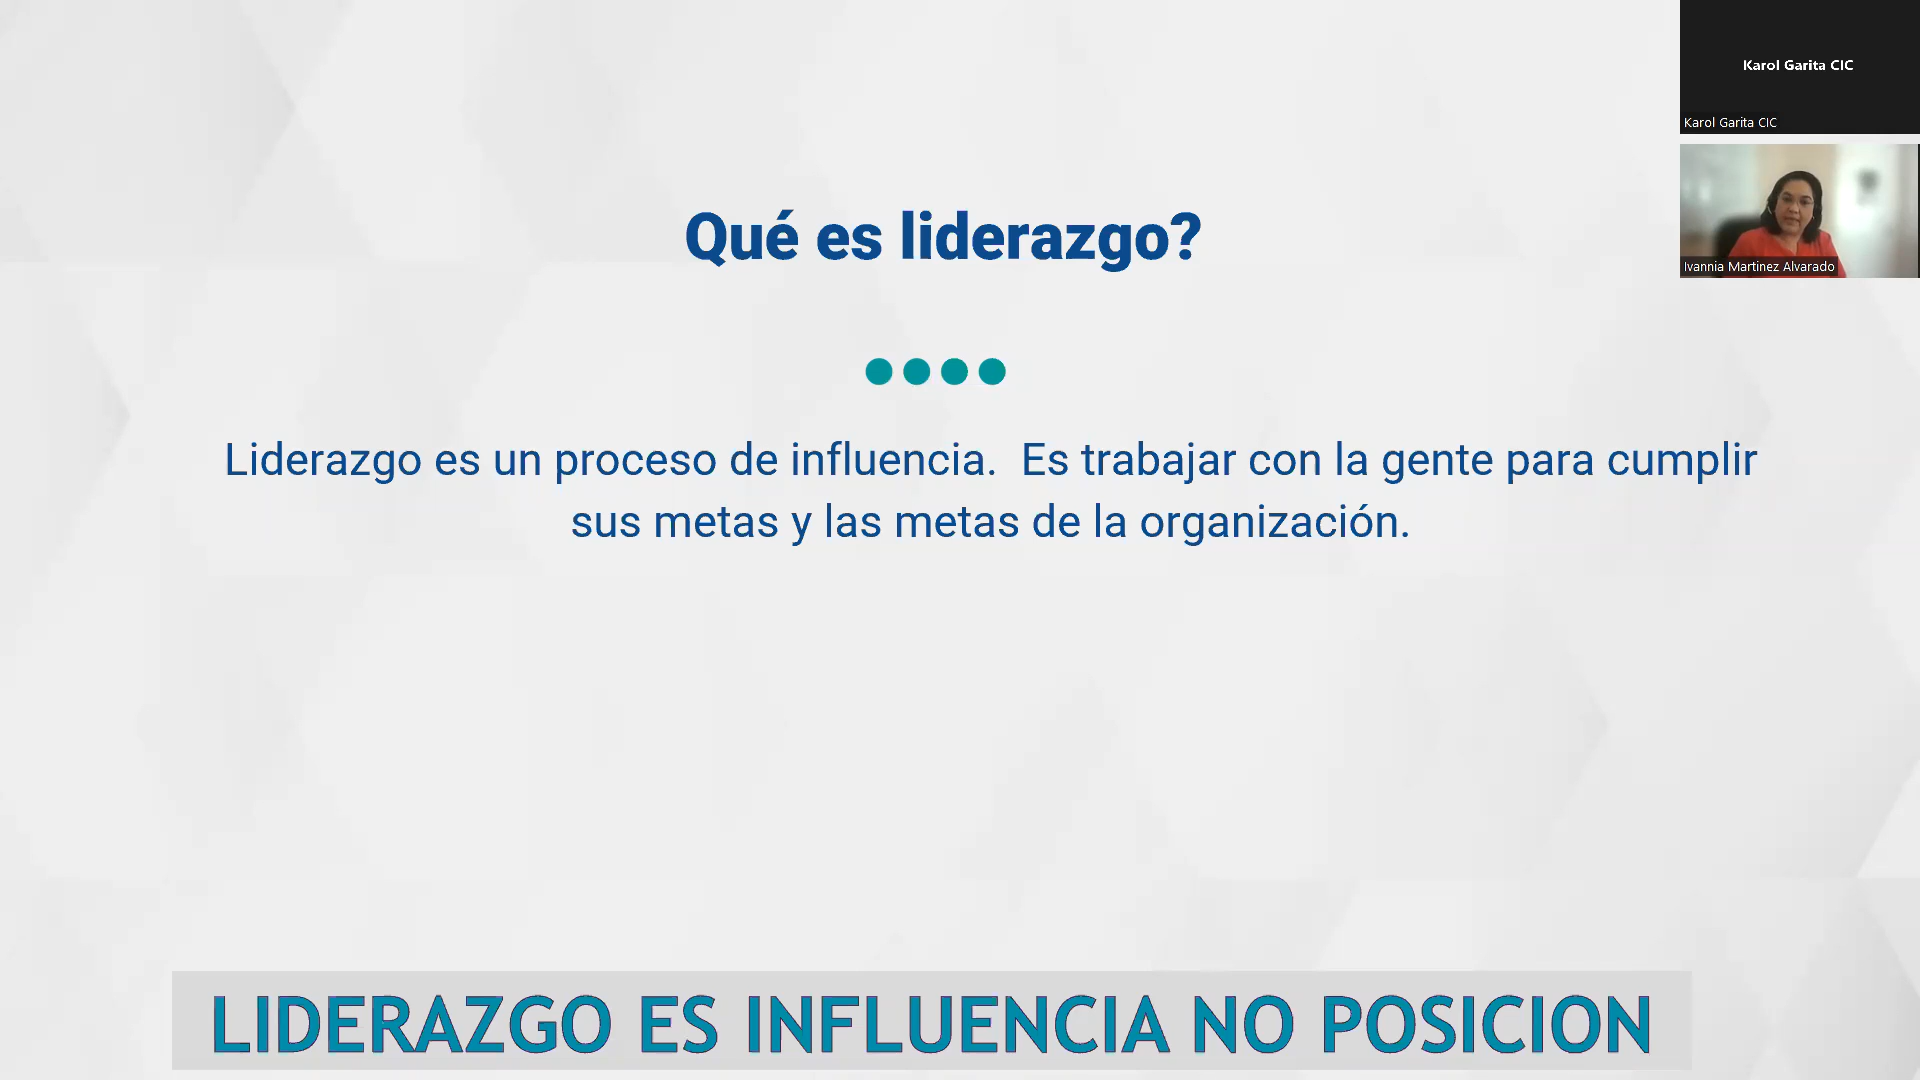 Karol Garita CIC
Karol Garita CIC
Ivannia Martinez Alvarado
Qué es liderazgo?
Liderazgo es un proceso de influencia.  Es trabajar con la gente para cumplir
sus metas y las metas de la organización.
LIDERAZGO ES INFLUENCIA NO POSICION